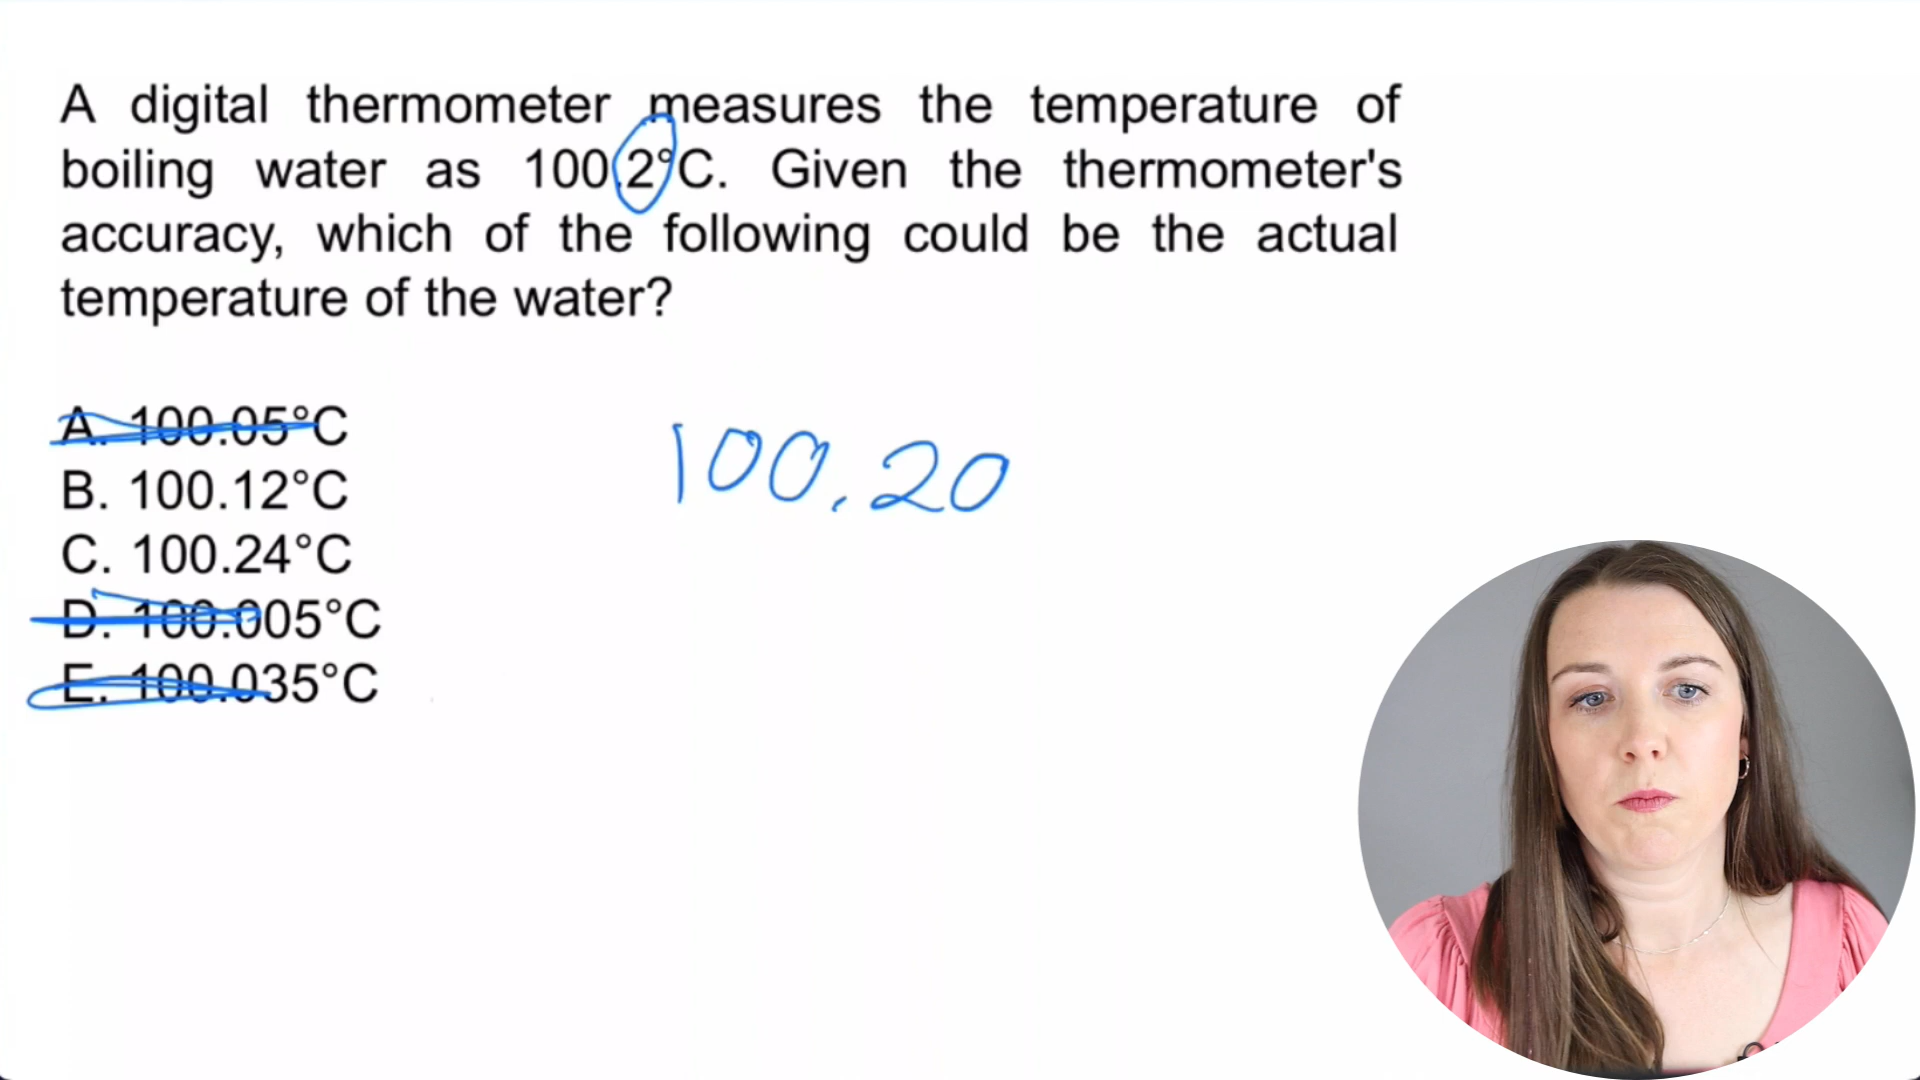 A digital thermometer measures the temperature of
boiling water as 100.2°C. Given the thermometer's
accuracy, which of the following could be the actual
temperature of the water?
A. 100.05°C
B. 100.12°C
C. 100.24°C
D. 100.005°C
E. 100.035°C
100.20